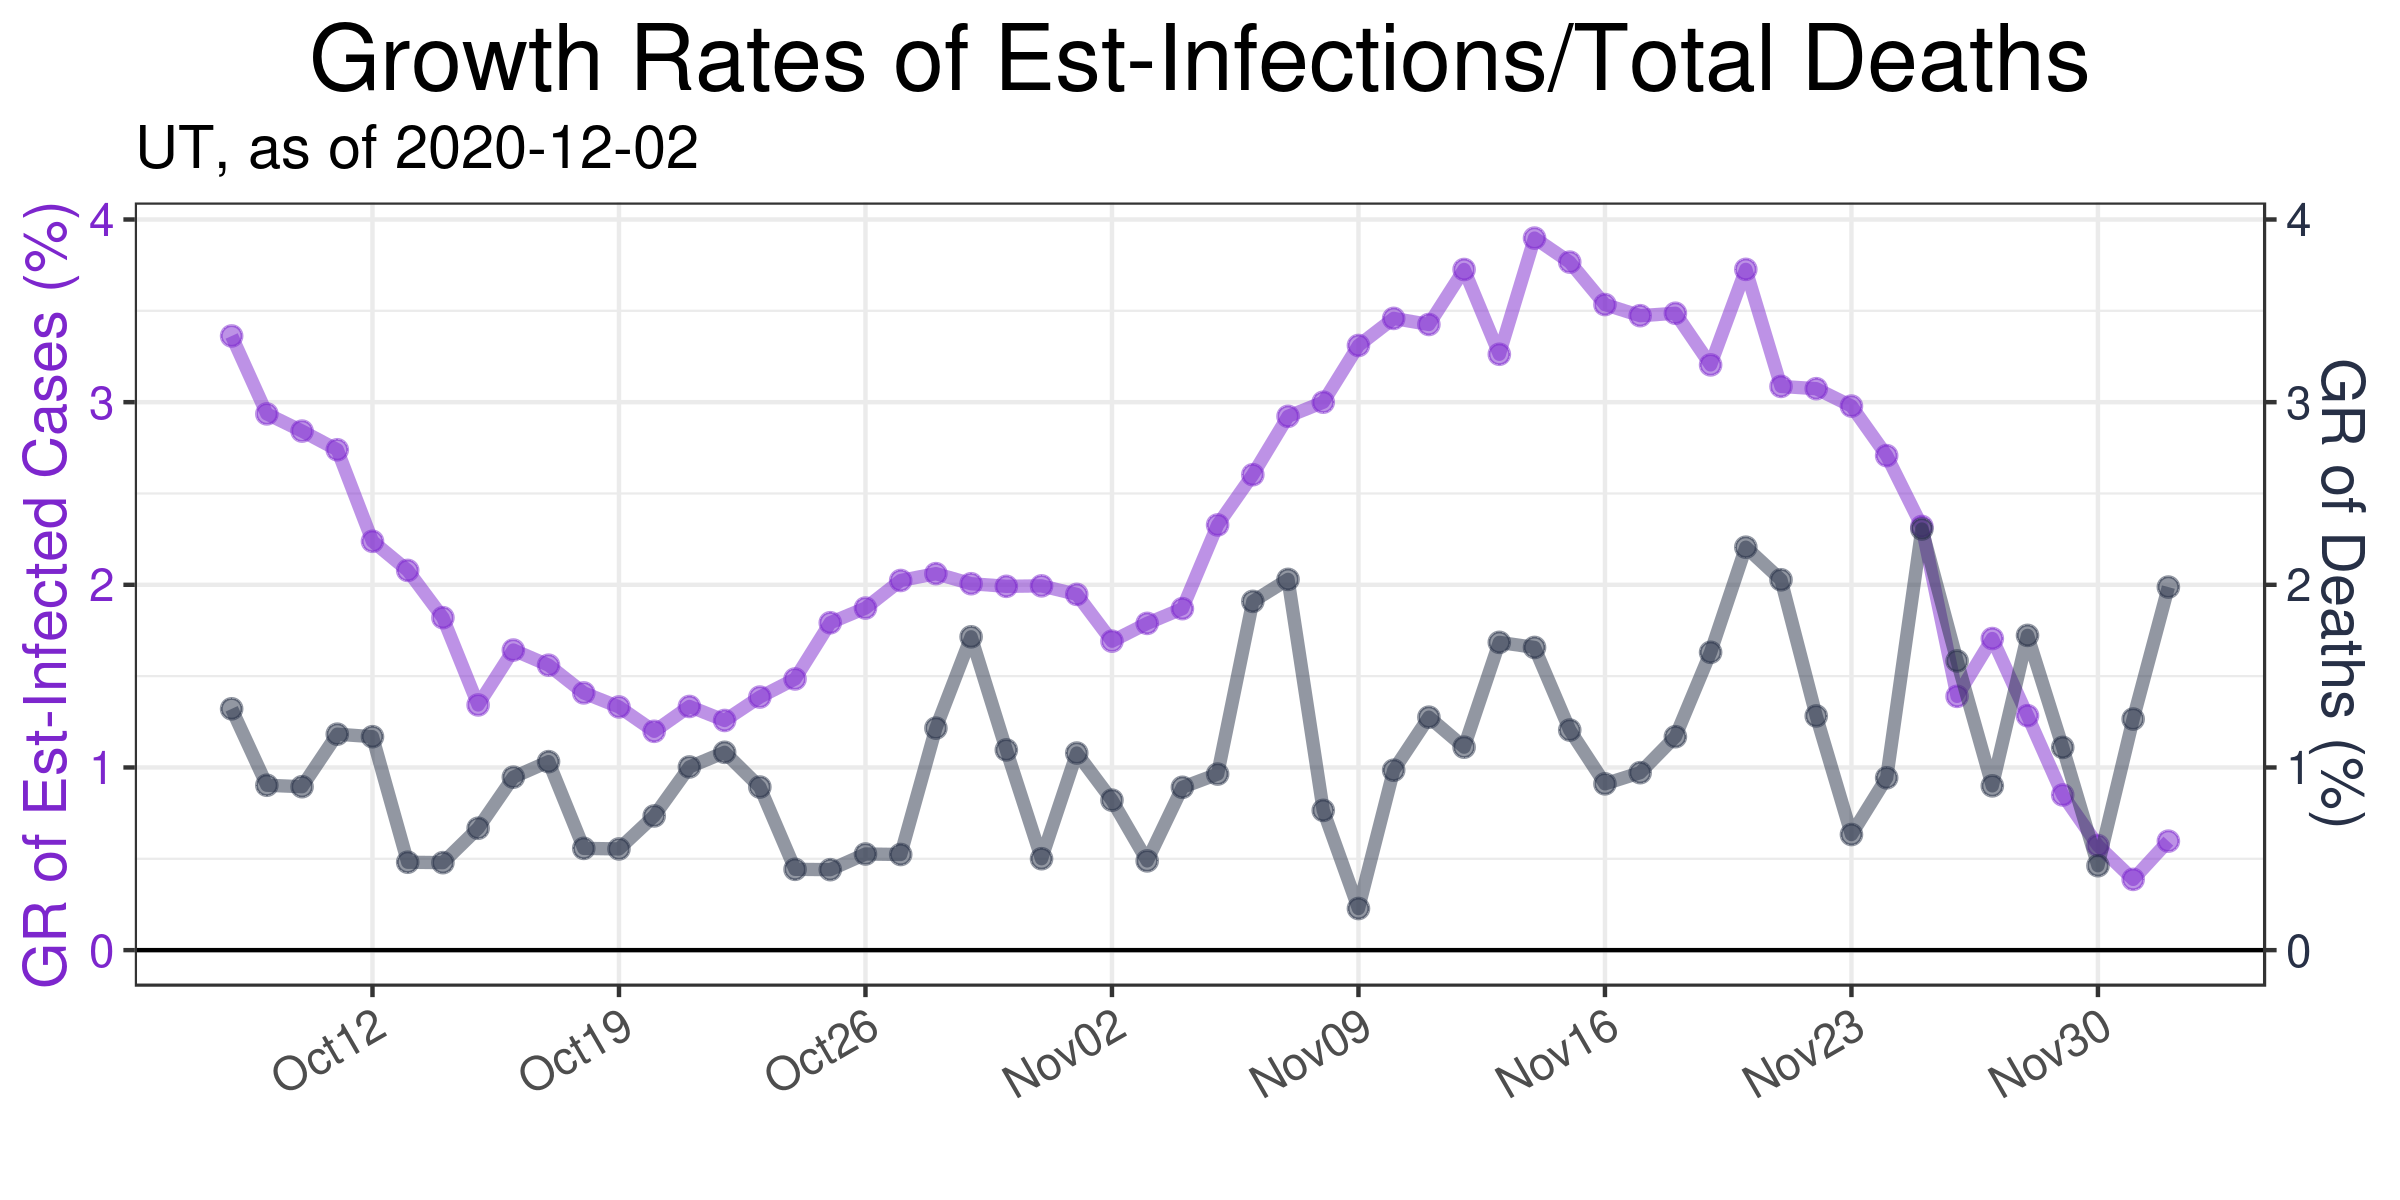 Growth Rates of Est-Infections/Total Deaths
UT, as of 2020-12-02
GR of Est-Infected Cases (%)
4
3
2
1
0
4
3
2
1
0
GR of Deaths (%)
Oct12
Oct19
Oct26
Nov02
Nov09
Nov16
Nov23
Nov30